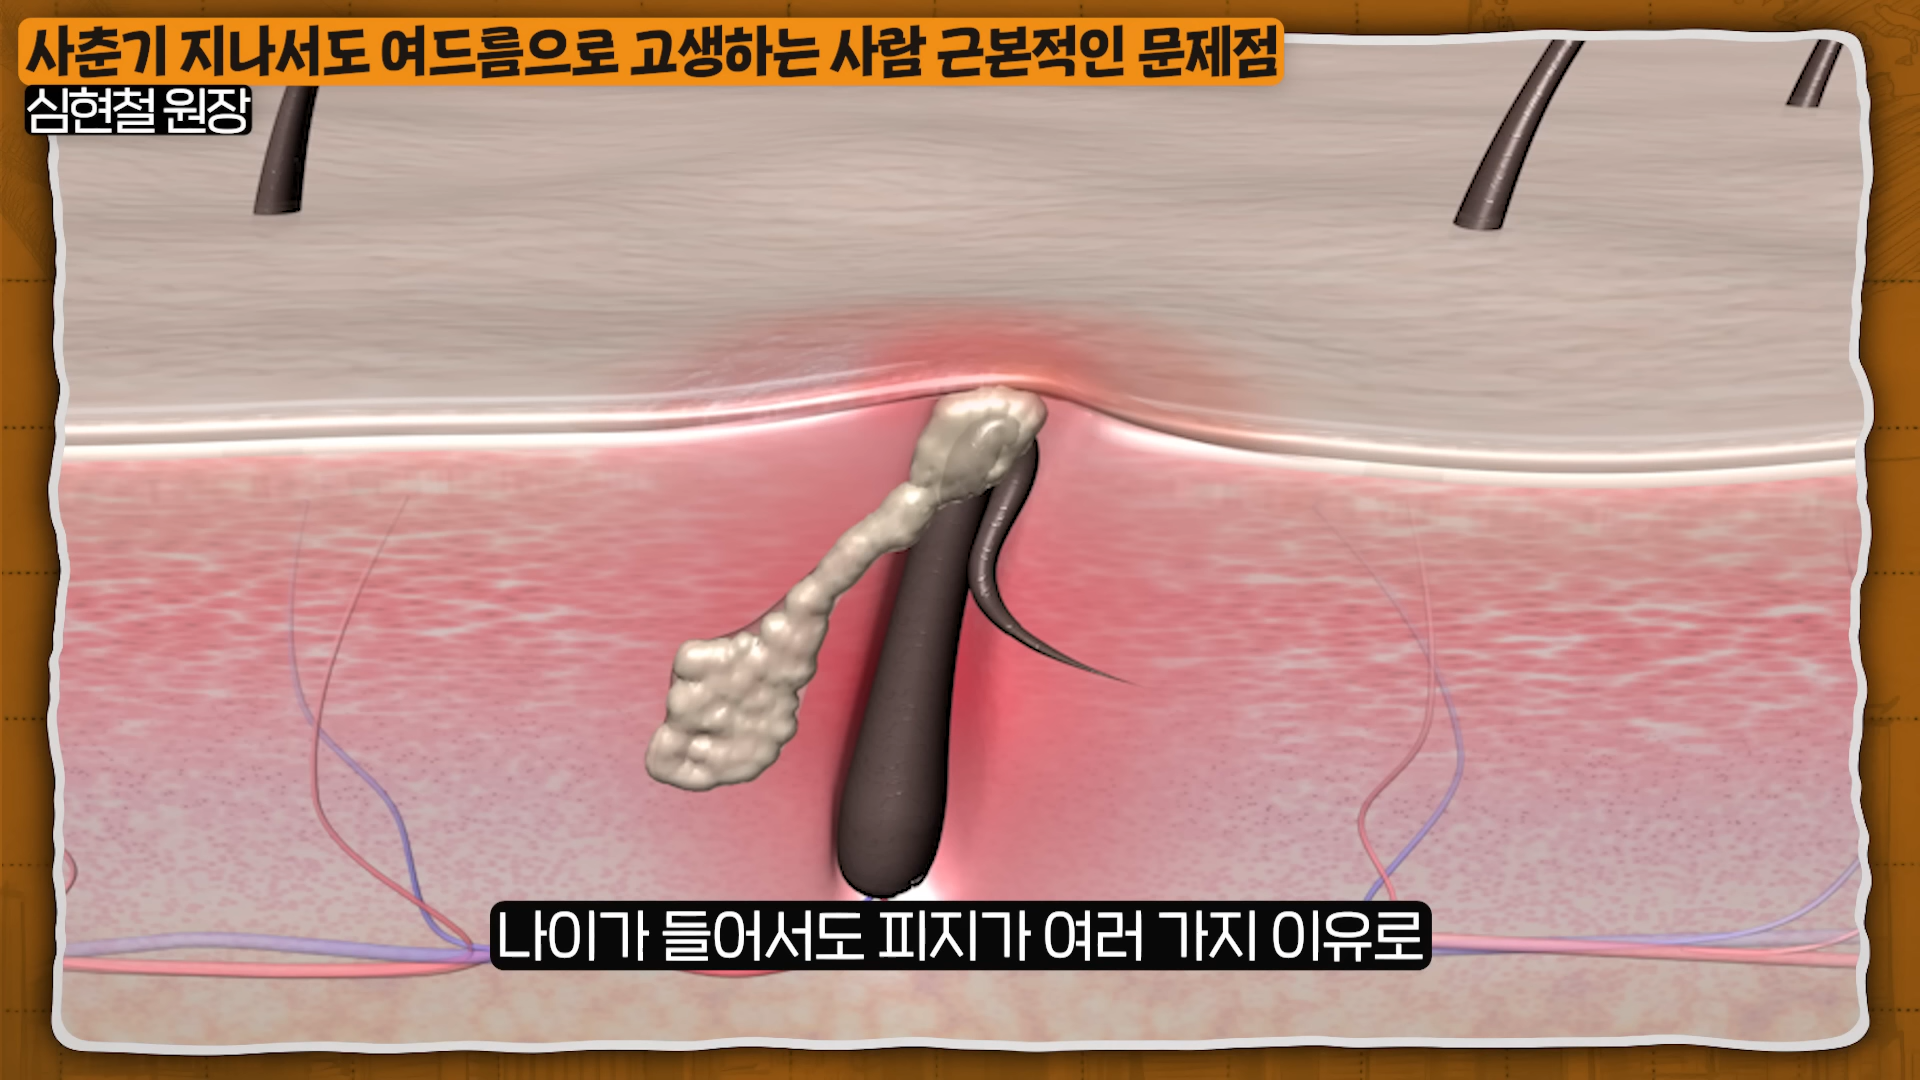 사춘기 지나서도 여드름으로 고생하는 사람 근본적인 문제점
심현철 원장
나이가 들어서도 피지가 여러 가지 이유로